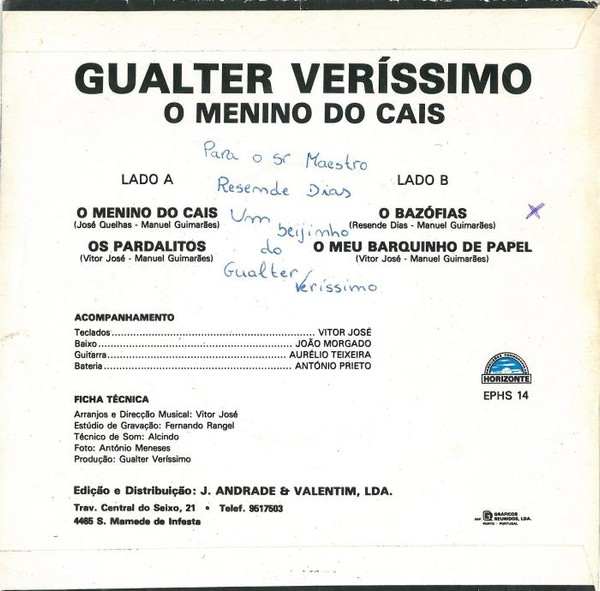 GUALTER VERÍSSIMO
O MENINO DO CAIS
Para o sr Maestro
Resende Dias
Um beijinho
do
Gualter Veríssimo
LADO A
O MENINO DO CAIS
(José Quelhas - Manuel Guimarães)
OS PARDALITOS
(Vitor José - Manuel Guimarães)
LADO B
O BAZÓFIAS
(Resende Dias - Manuel Guimarães)
O MEU BARQUINHO DE PAPEL
(Vitor José - Manuel Guimarães)
ACOMPANHAMENTO
Teclados ... VITOR JOSÉ
Baixo ... JOÃO MORGADO
Guitarra ... AURÉLIO TEIXEIRA
Bateria ... ANTÓNIO PRIETO
HORIZONTE
EPHS 14
FICHA TÉCNICA
Arranjos e Direcção Musical: Vitor José
Estúdio de Gravação: Fernando Rangel
Técnico de Som: Alcindo
Foto: António Meneses
Produção: Gualter Veríssimo
Edição e Distribuição: J. ANDRADE & VALENTIM, LDA.
Trav. Central do Seixo, 21 • Telef. 9517503
4465 S. Mamede de Infesta
GRÁFICOS
REUNIDOS, LDA.
PORTO - PORTUGAL